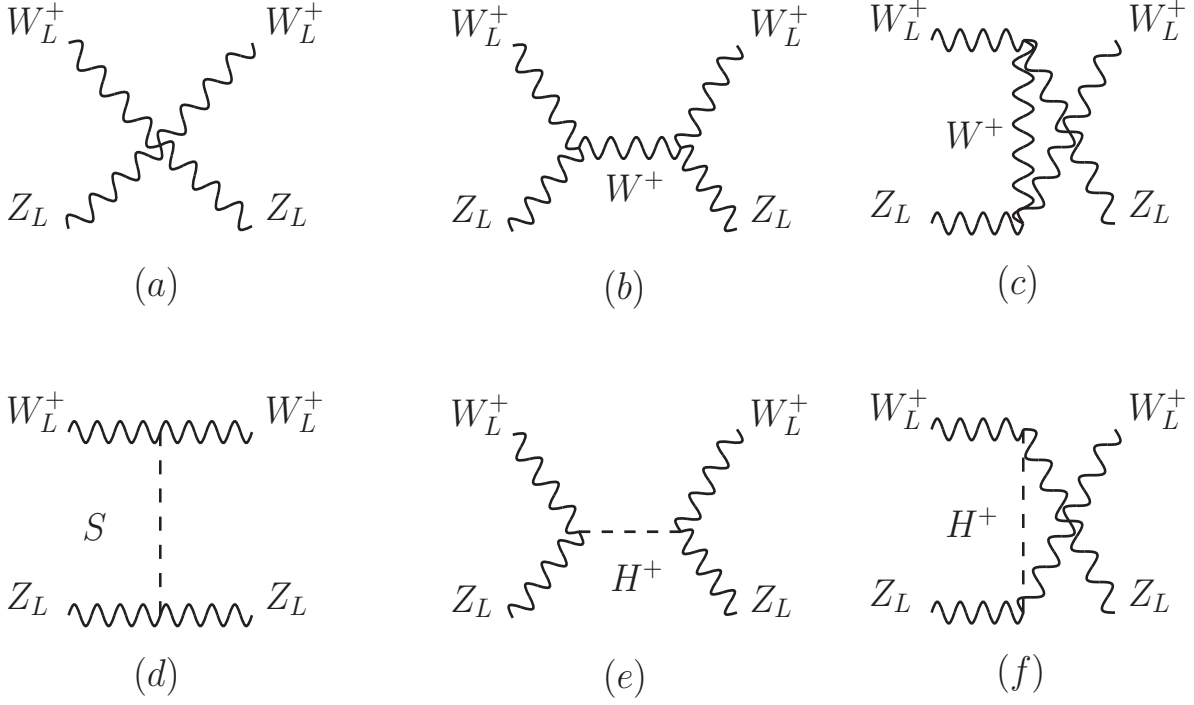 W_L^+ W_L^+ W_L^+ W_L^+ W_L^+ W_L^+
W^+
W^+
Z_L Z_L Z_L Z_L Z_L Z_L
(a) (b) (c)
W_L^+ W_L^+ W_L^+ W_L^+ W_L^+ W_L^+
S H^+
H^+
Z_L Z_L Z_L Z_L Z_L Z_L
(d) (e) (f)